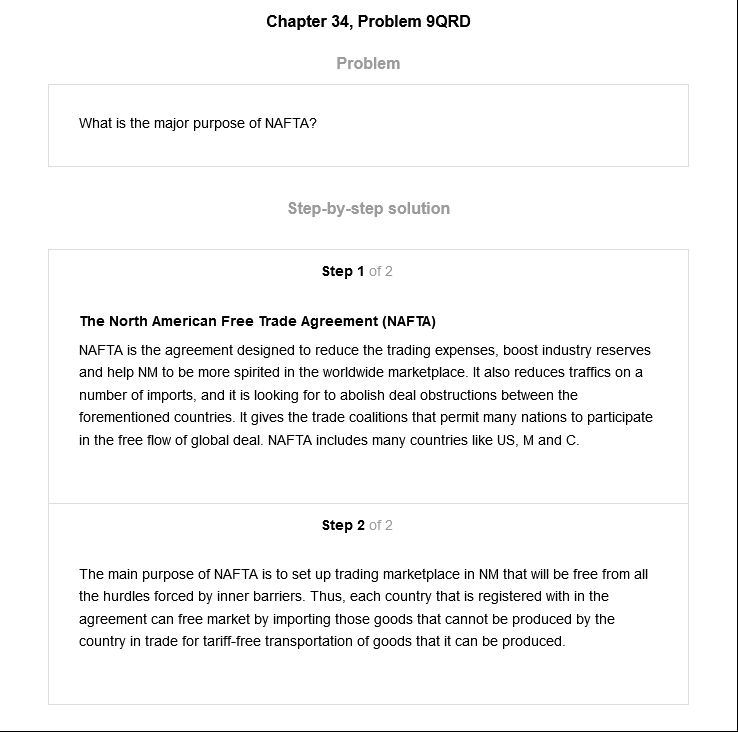 Chapter 34, Problem 9QRD
Problem
What is the major purpose of NAFTA?
Step-by-step solution
Step 1 of 2
The North American Free Trade Agreement (NAFTA)
NAFTA is the agreement designed to reduce the trading expenses, boost industry reserves
and help NM to be more spirited in the worldwide marketplace. It also reduces traffics on a
number of imports, and it is looking for to abolish deal obstructions between the
forementioned countries. It gives the trade coalitions that permit many nations to participate
in the free flow of global deal. NAFTA includes many countries like US, M and C.
Step 2 of 2
The main purpose of NAFTA is to set up trading marketplace in NM that will be free from all
the hurdles forced by inner barriers. Thus, each country that is registered with in the
agreement can free market by importing those goods that cannot be produced by the
country in trade for tariff-free transportation of goods that it can be produced.